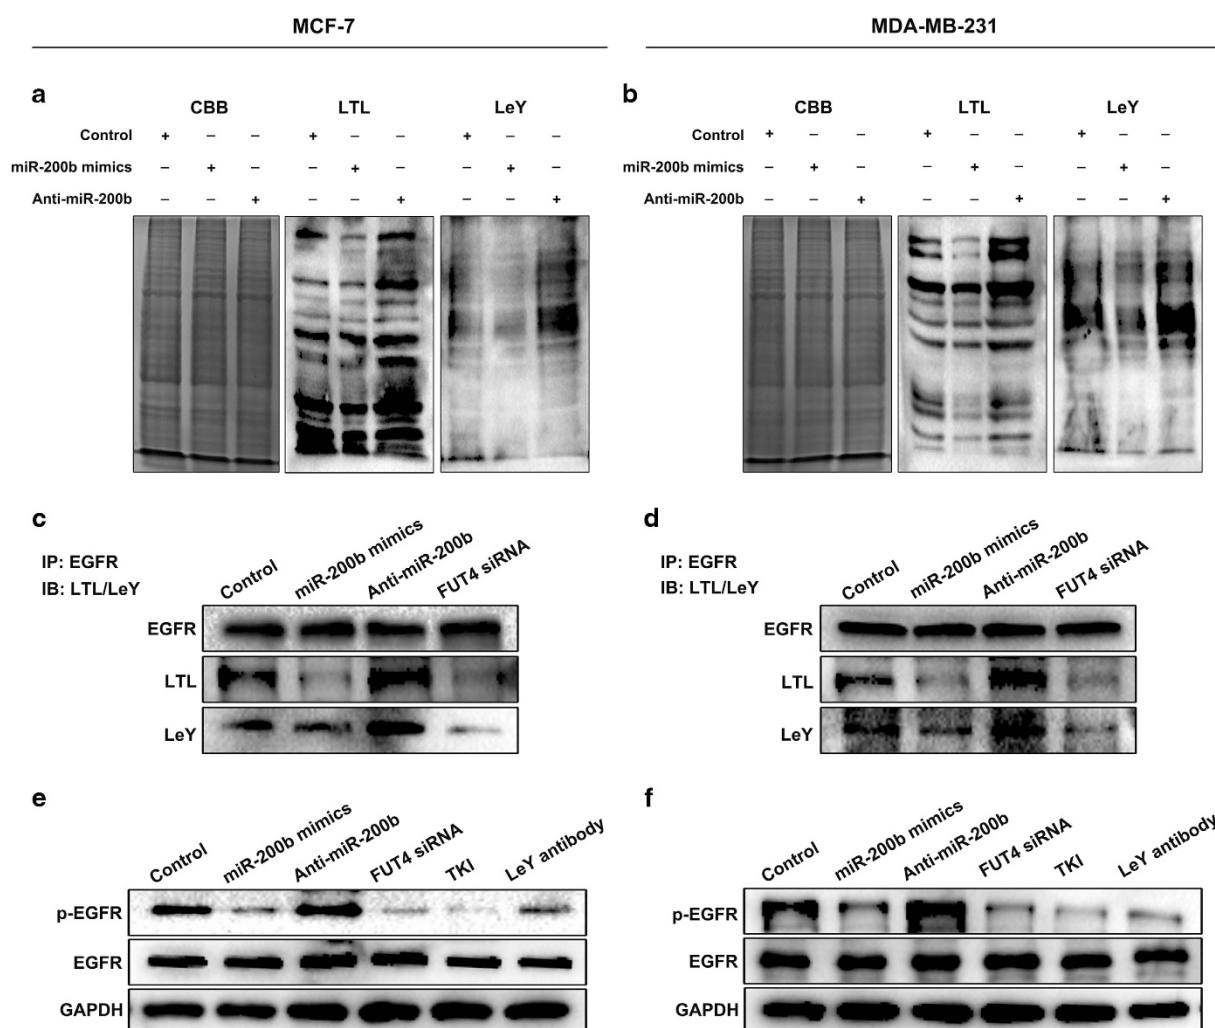 MCF-7 MDA-MB-231
a
CBB LTL LeY
Control + – – + – – + – –
miR-200b mimics – + – – + – – + –
Anti-miR-200b – – + – – + – – +
b
CBB LTL LeY
Control + – – + – – + – –
miR-200b mimics – + – – + – – + –
Anti-miR-200b – – + – – + – – +
c
IP: EGFR
IB: LTL/LeY
Control miR-200b mimics Anti-miR-200b FUT4 siRNA
EGFR
LTL
LeY
d
IP: EGFR
IB: LTL/LeY
Control miR-200b mimics Anti-miR-200b FUT4 siRNA
EGFR
LTL
LeY
e
Control miR-200b mimics Anti-miR-200b FUT4 siRNA TKI LeY antibody
p-EGFR
EGFR
GAPDH
f
Control miR-200b mimics Anti-miR-200b FUT4 siRNA TKI LeY antibody
p-EGFR
EGFR
GAPDH